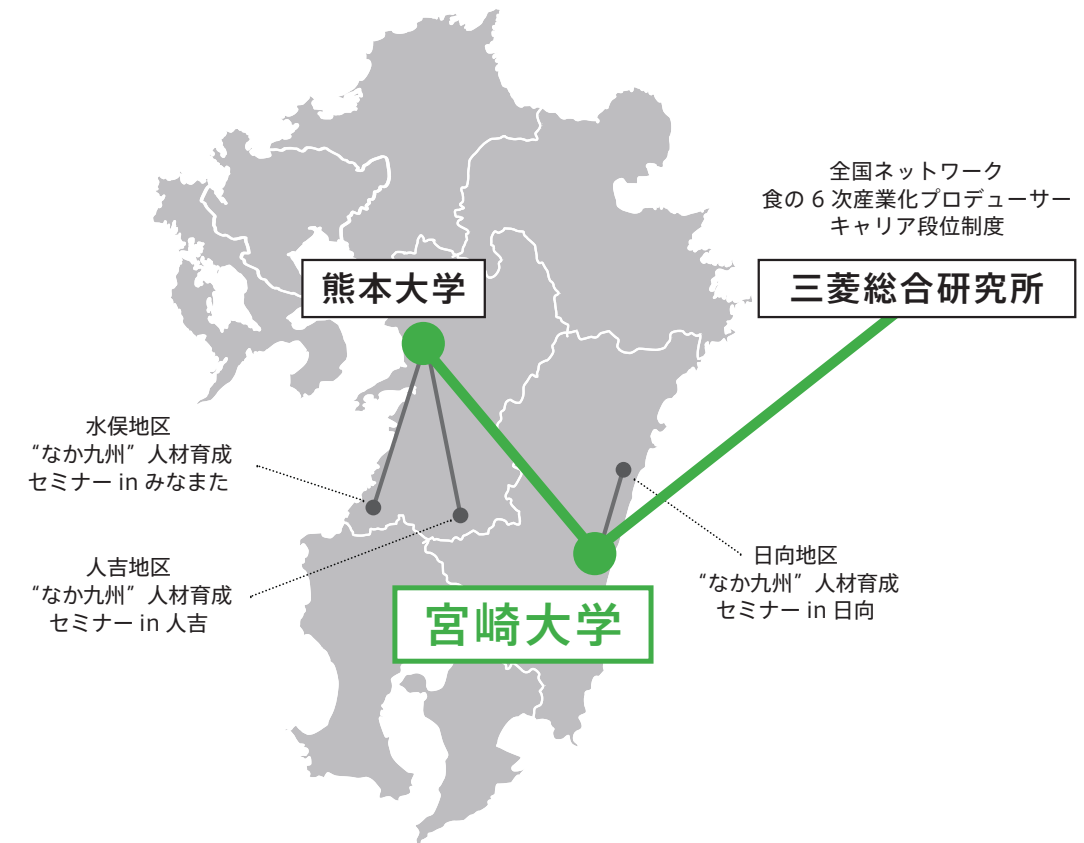 全国ネットワーク
食の 6 次産業化プロデューサー
キャリア段位制度
三菱総合研究所
熊本大学
水俣地区
“なか九州”人材育成
セミナー in みなまた
人吉地区
“なか九州”人材育成
セミナー in 人吉
日向地区
“なか九州”人材育成
セミナー in 日向
宮崎大学